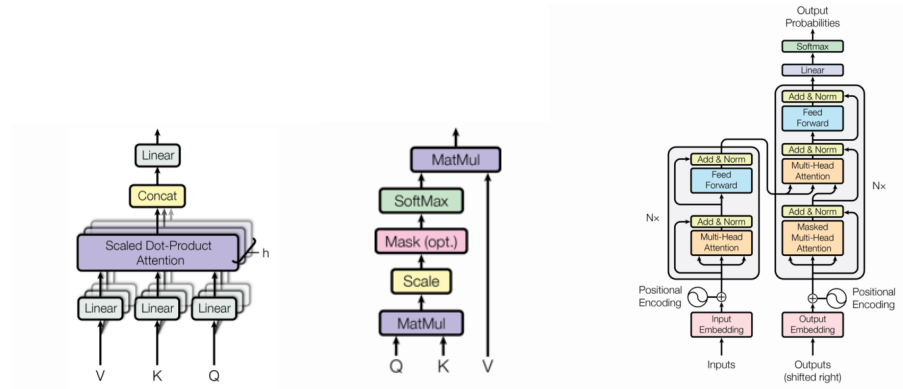 Linear
Concat
Scaled Dot-Product
Attention
h
Linear
Linear
Linear
V
K
Q
MatMul
SoftMax
Mask (opt.)
Scale
MatMul
Q
K
V
Output
Probabilities
Softmax
Linear
Add & Norm
Feed
Forward
Add & Norm
Multi-Head
Attention
Add & Norm
Masked
Multi-Head
Attention
N×
Add & Norm
Feed
Forward
Add & Norm
Multi-Head
Attention
N×
Positional
Encoding
Positional
Encoding
Input
Embedding
Output
Embedding
Inputs
Outputs
(shifted right)